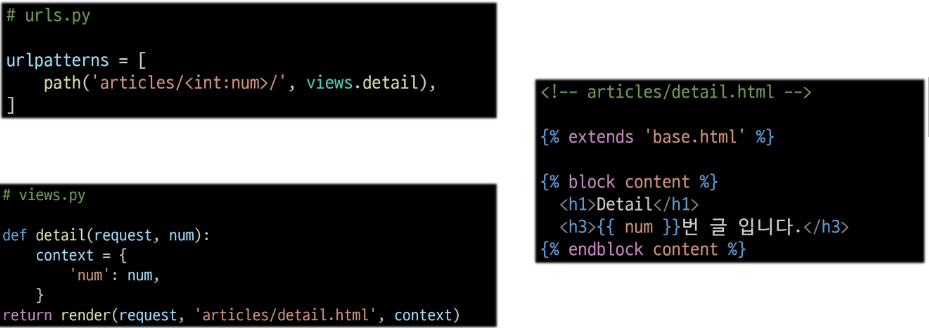 # urls.py
urlpatterns = [
    path('articles/<int:num>/', views.detail),
]
# views.py
def detail(request, num):
    context = {
        'num': num,
    }
return render(request, 'articles/detail.html', context)
<!-- articles/detail.html -->
{% extends 'base.html' %}
{% block content %}
  <h1>Detail</h1>
  <h3>{{ num }}번 글 입니다.</h3>
{% endblock content %}